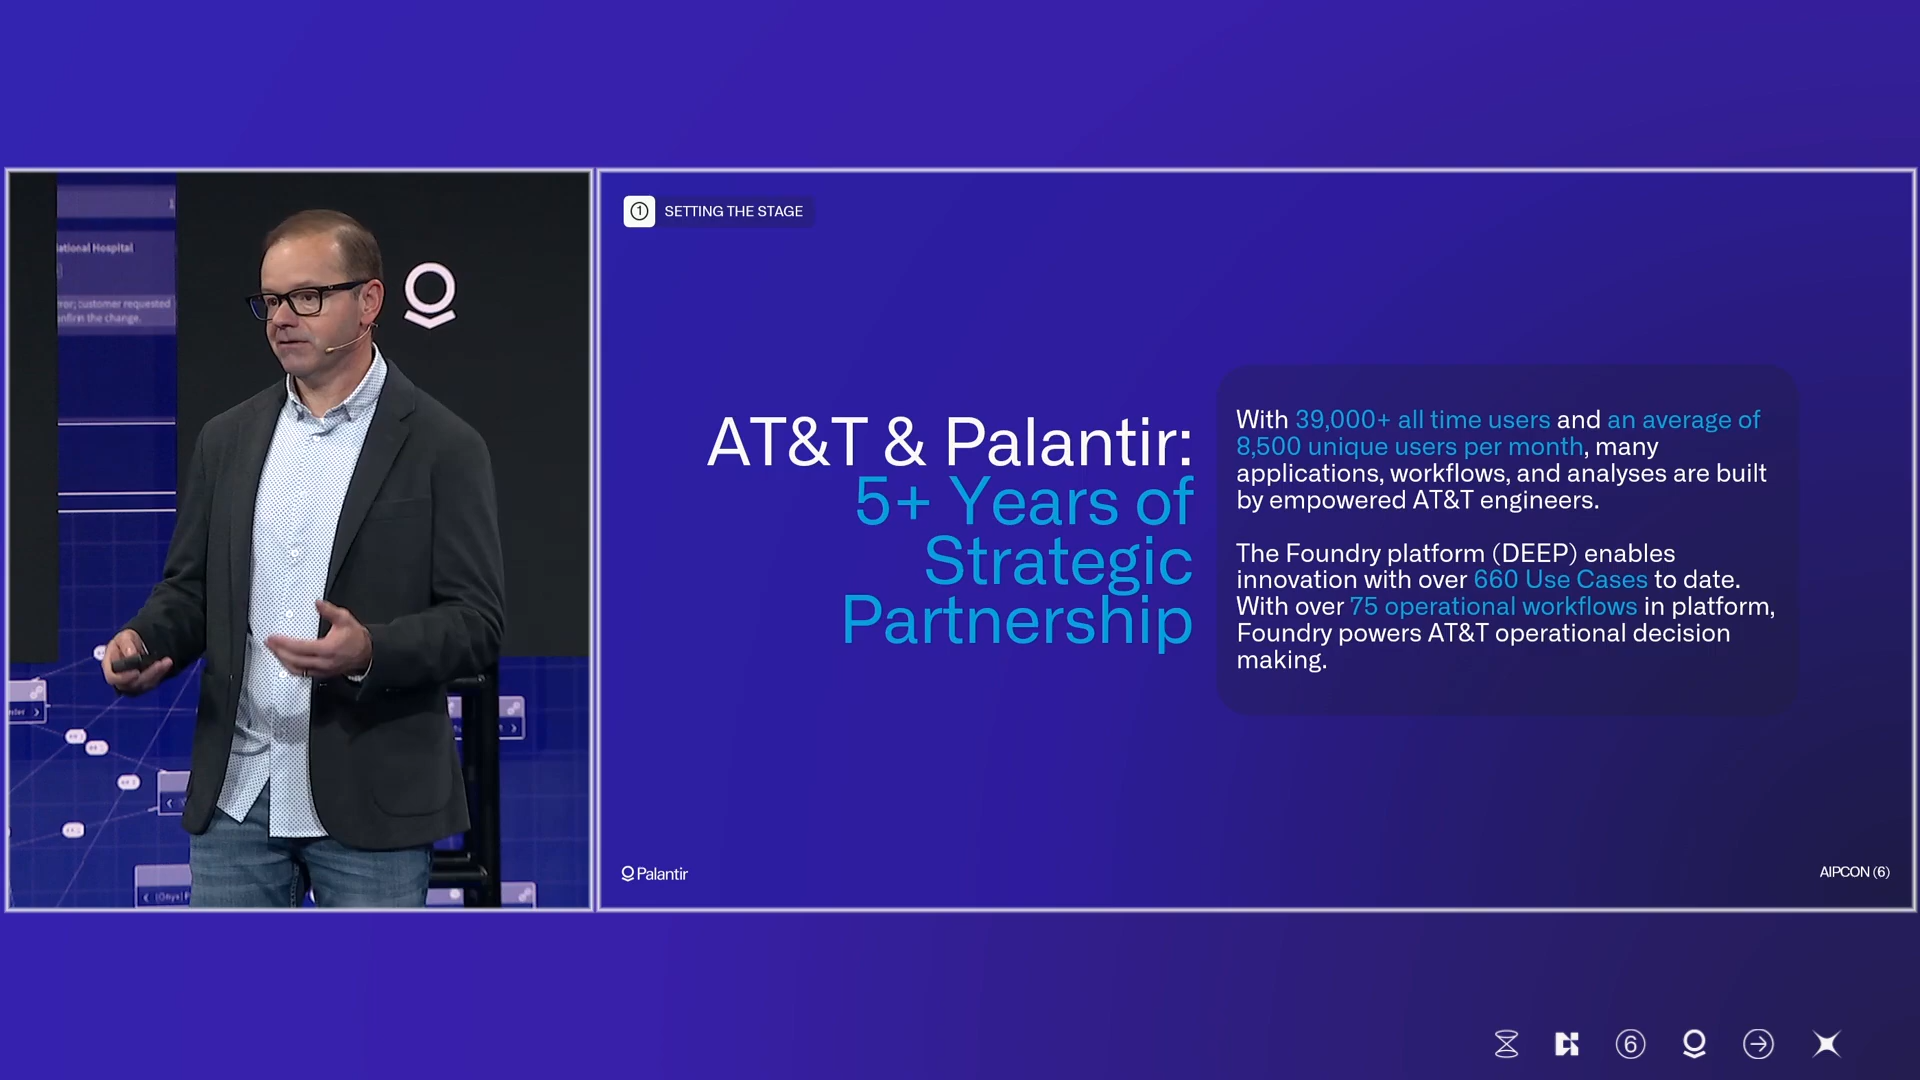 ational Hospital
customer requested
the change.
1 SETTING THE STAGE
AT&T & Palantir:
5+ Years of
Strategic
Partnership
With 39,000+ all time users and an average of
8,500 unique users per month, many
applications, workflows, and analyses are built
by empowered AT&T engineers.
The Foundry platform (DEEP) enables
innovation with over 660 Use Cases to date.
With over 75 operational workflows in platform,
Foundry powers AT&T operational decision
making.
Palantir
AIPCON (6)
6